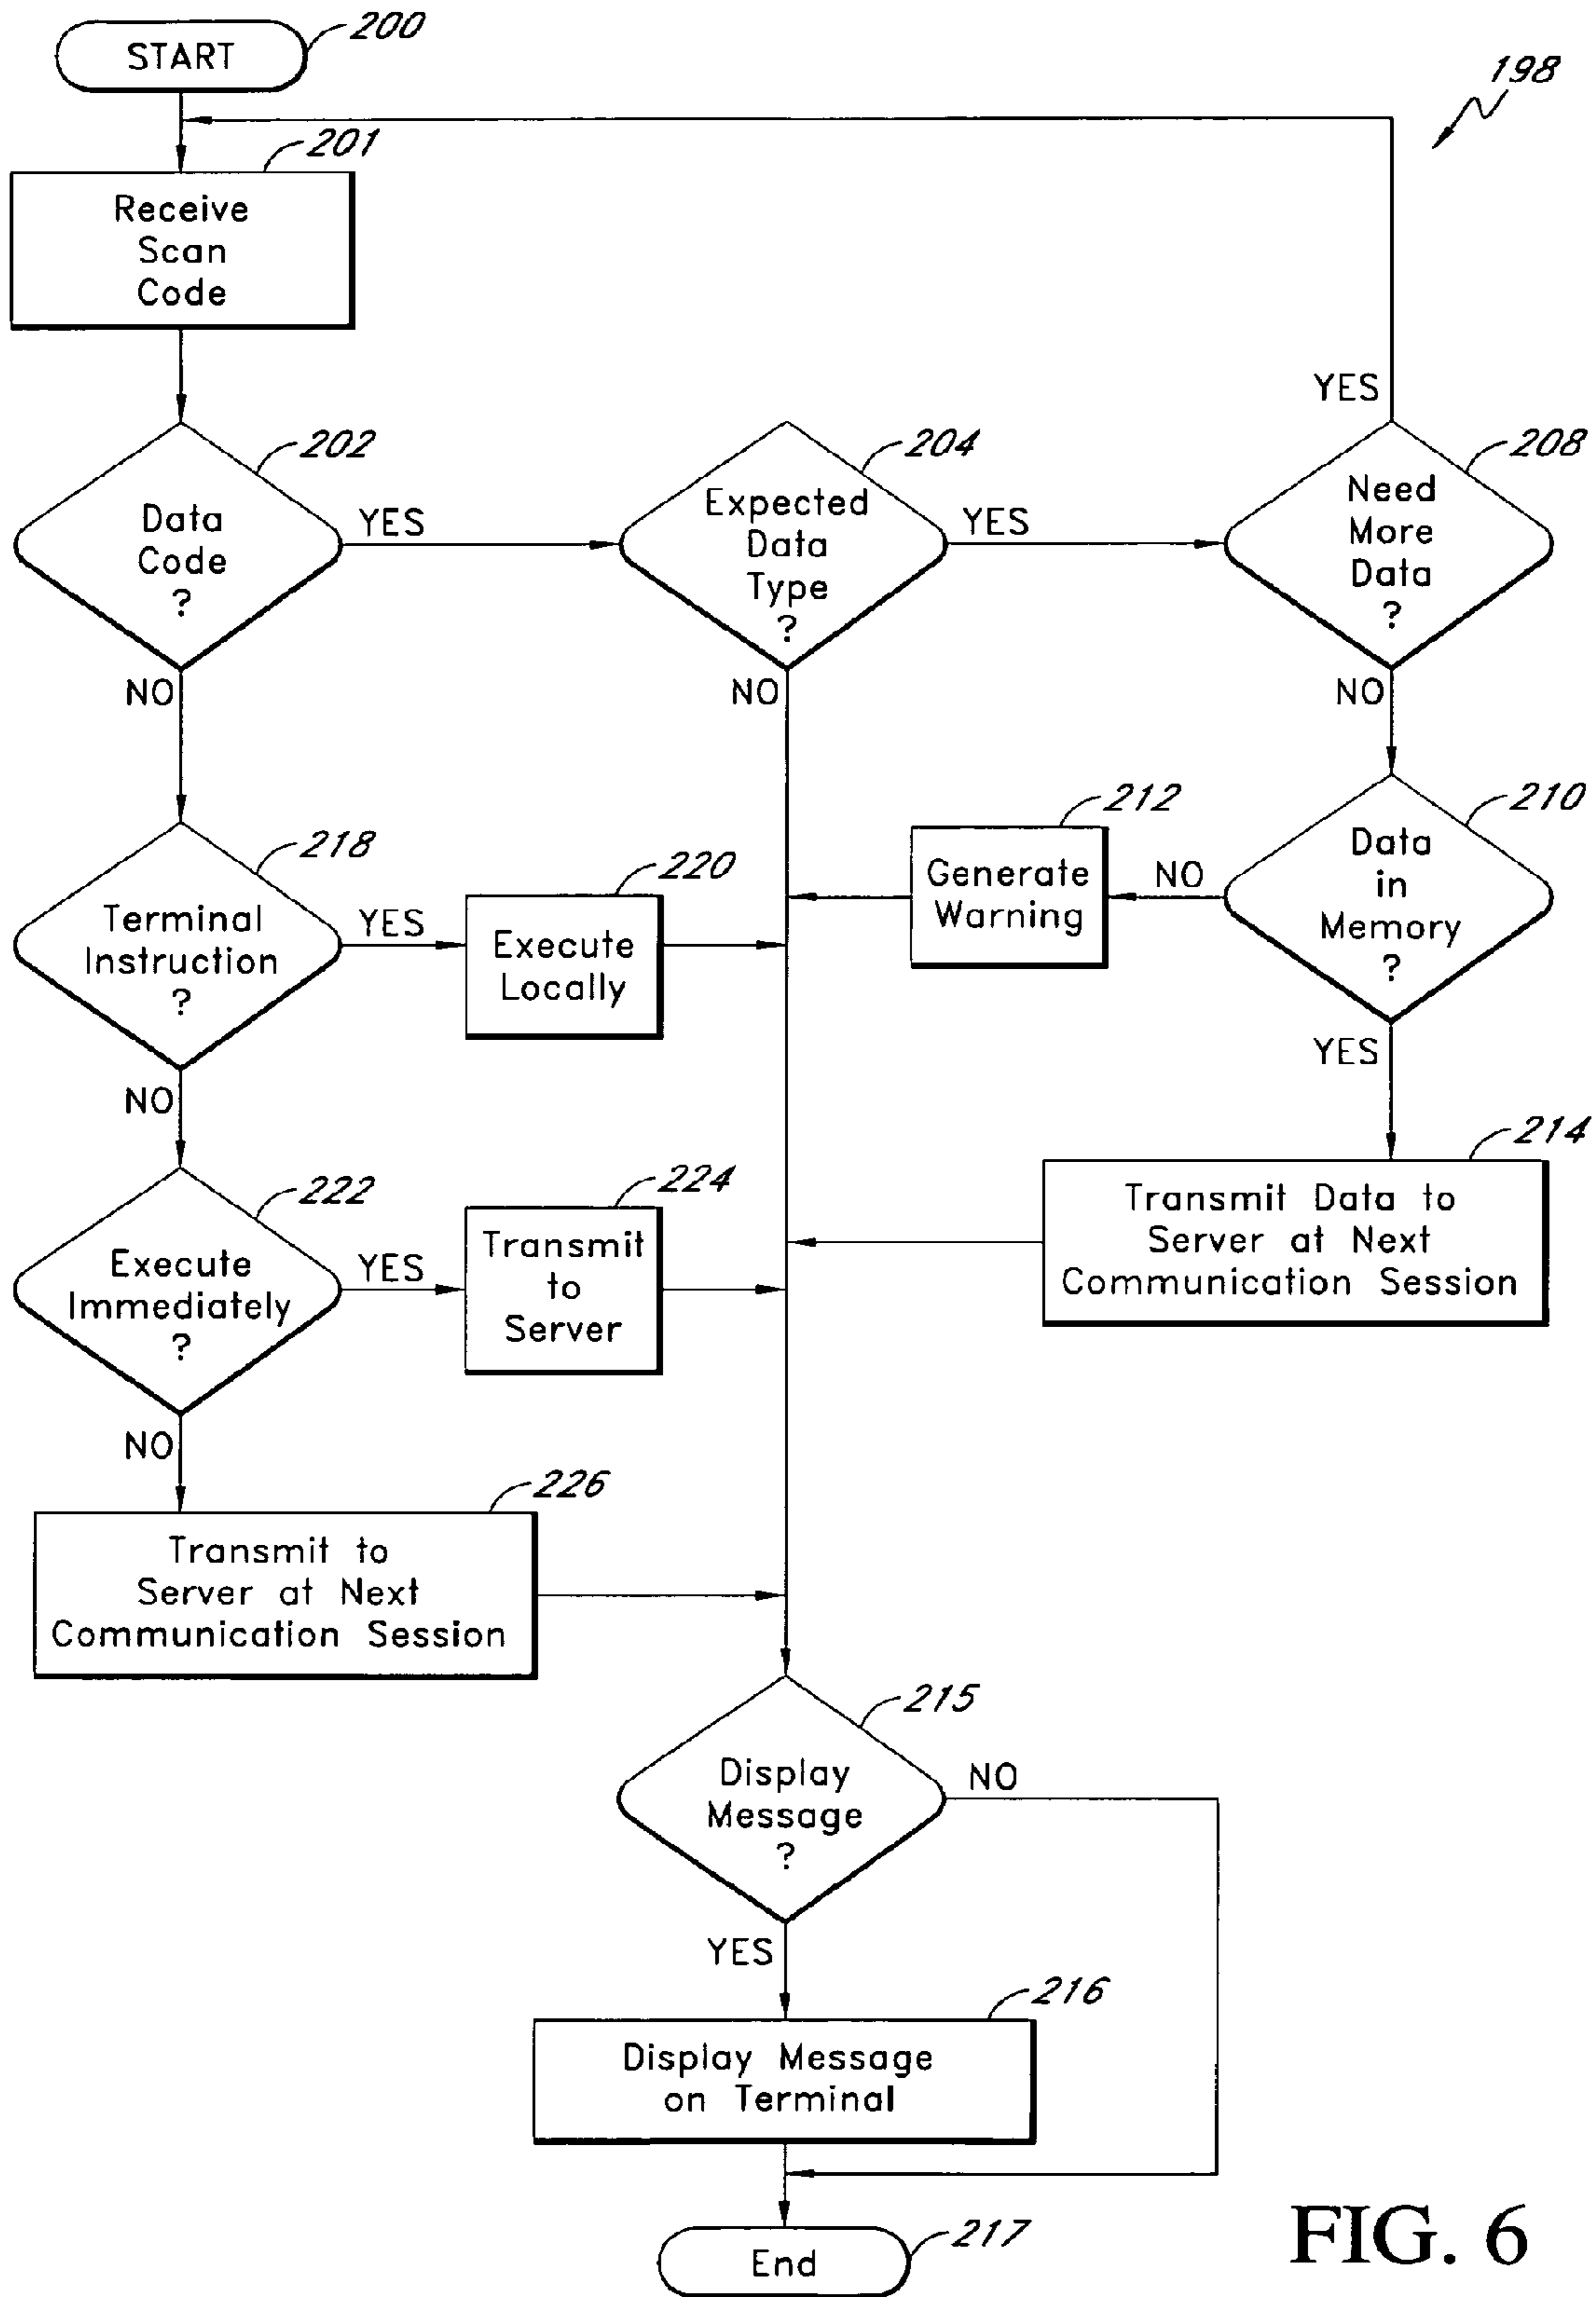 START
200
198
201
Receive
Scan
Code
YES
202
204
208
Data
Code
?
YES
Expected
Data
Type
?
YES
Need
More
Data
?
NO
NO
NO
218
220
212
210
Terminal
Instruction
?
YES
Execute
Locally
Generate
Warning
NO
Data
in
Memory
?
NO
YES
222
224
214
Execute
Immediately
?
YES
Transmit
to
Server
Transmit Data to
Server at Next
Communication Session
NO
226
Transmit to
Server at Next
Communication Session
215
Display
Message
?
NO
YES
216
Display Message
on Terminal
217
End
FIG. 6